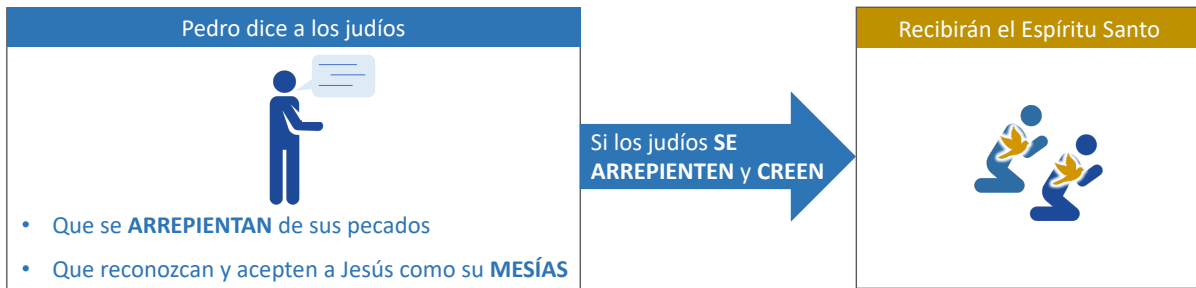 Pedro dice a los judíos
• Que se ARREPIENTAN de sus pecados
• Que reconozcan y acepten a Jesús como su MESÍAS
Si los judíos SE
ARREPIENTEN y CREEN
Recibirán el Espíritu Santo